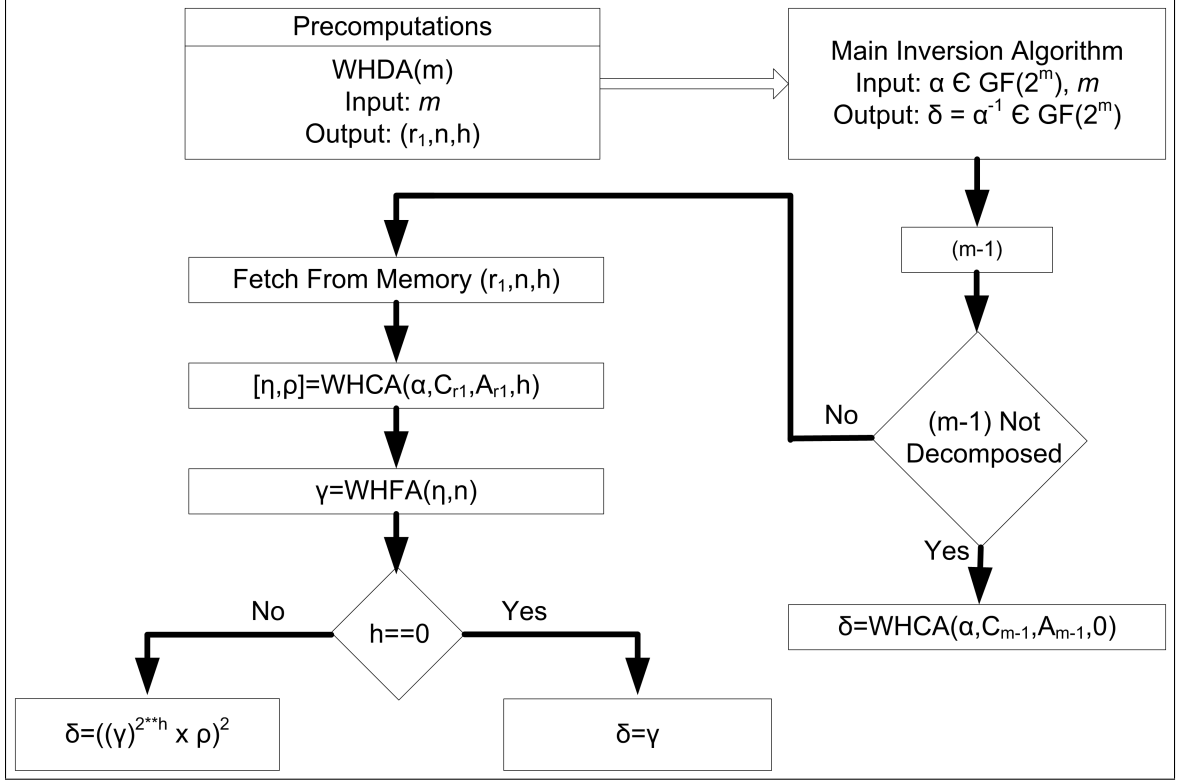 Precomputations
WHDA(m)
Input: m
Output: (r₁,n,h)
Main Inversion Algorithm
Input: α Є GF(2ᵐ), m
Output: δ = α⁻¹ Є GF(2ᵐ)
(m-1)
Fetch From Memory (r₁,n,h)
[η,ρ]=WHCA(α,Cr1,Ar1,h)
No
(m-1) Not
Decomposed
γ=WHFA(η,n)
Yes
No
h==0
Yes
δ=WHCA(α,Cm-1,Am-1,0)
δ=((γ)^2**h x ρ)²
δ=γ